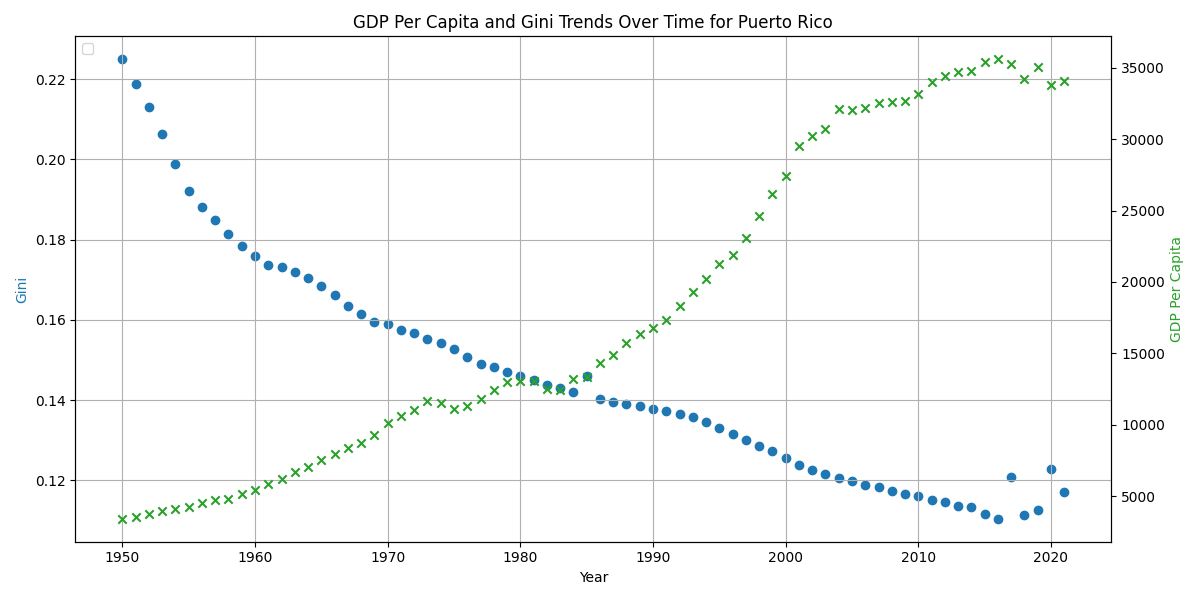 GDP Per Capita and Gini Trends Over Time for Puerto Rico
Gini
0.22
0.20
0.18
0.16
0.14
0.12
35000
30000
25000
20000
15000
10000
5000
GDP Per Capita
1950 1960 1970 1980 1990 2000 2010 2020
Year